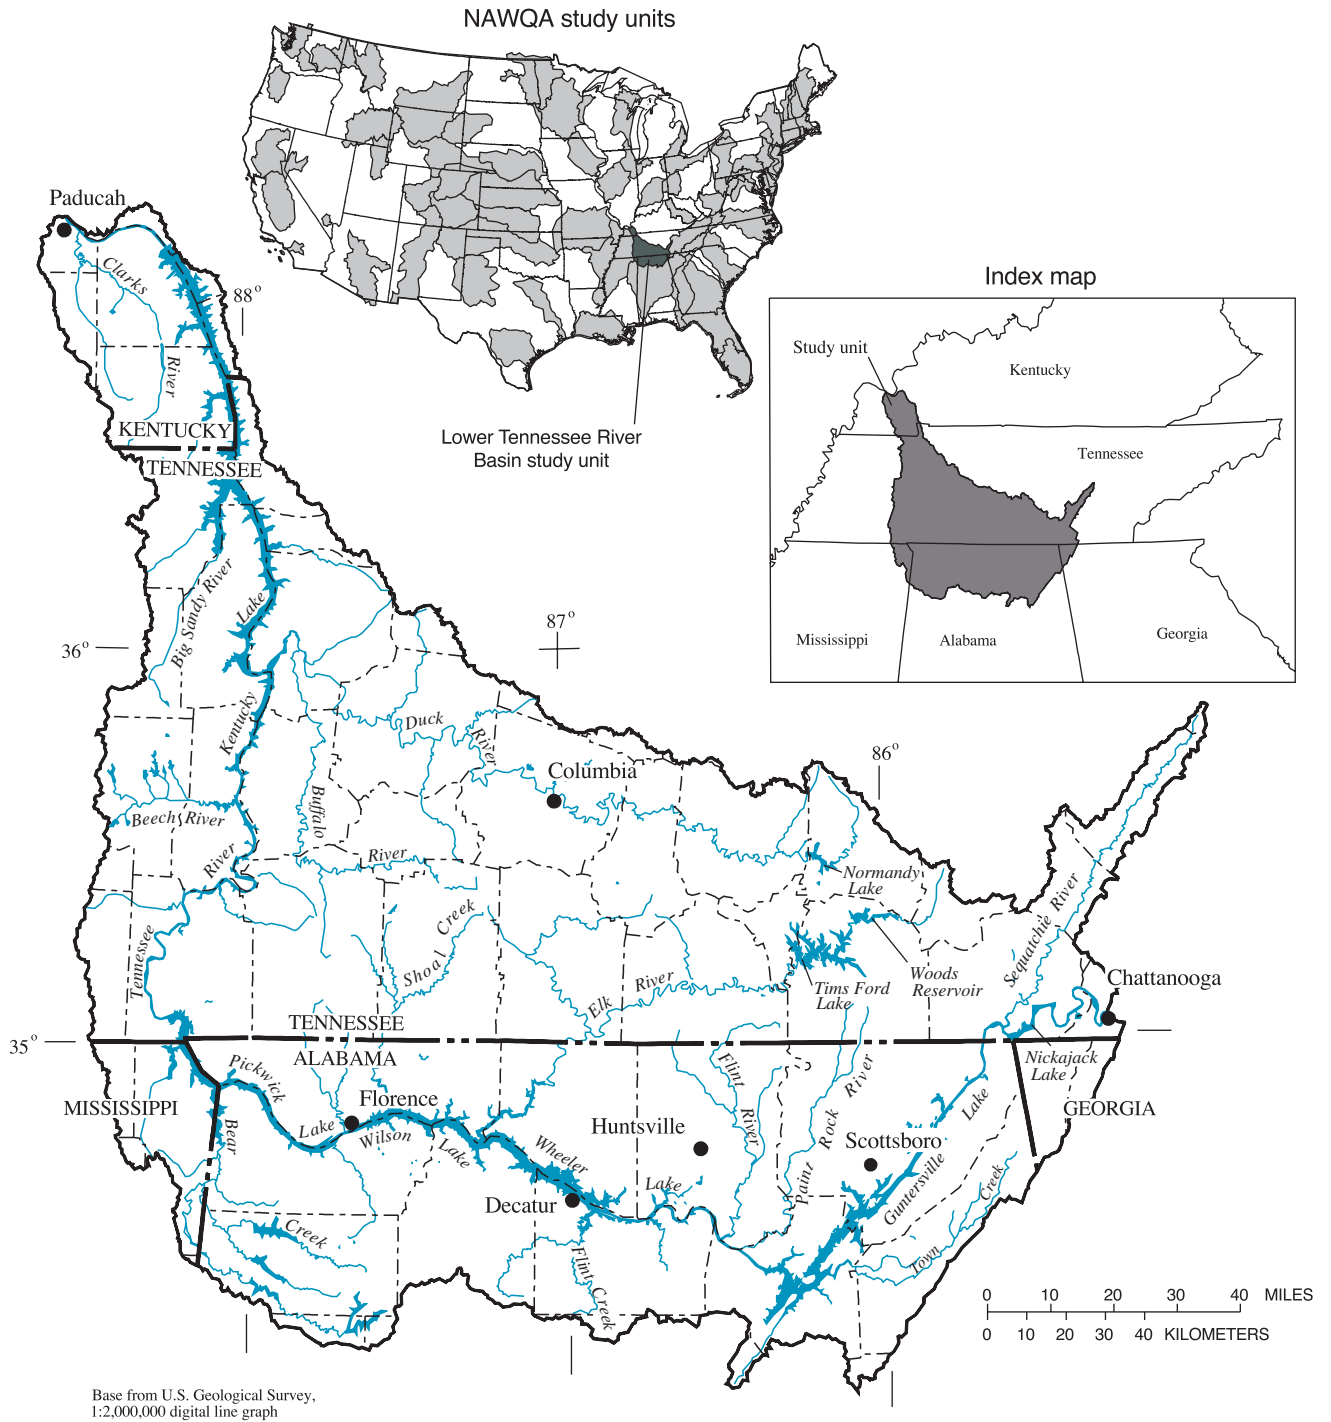 NAWQA study units
Paducah
Clarks
River
88°
KENTUCKY
TENNESSEE
Lower Tennessee River
Basin study unit
Index map
Study unit
Kentucky
Tennessee
Mississippi
Alabama
Georgia
Big Sandy River
Lake
Kentucky
36°
87°
86°
Duck
River
Columbia
Buffalo
River
Beech River
River
Tennessee
Normandy
Lake
Shoal Creek
Elk
River
Tims Ford
Lake
Woods
Reservoir
Sequatchie River
Chattanooga
Nickajack
Lake
35°
TENNESSEE
ALABAMA
MISSISSIPPI
GEORGIA
Pickwick
Lake
Florence
Wilson
Lake
Bear
Creek
Wheeler
Lake
Decatur
Huntsville
Flint
River
Paint Rock River
Scottsboro
Guntersville
Lake
Town
Creek
Flint Creek
0 10 20 30 40 MILES
0 10 20 30 40 KILOMETERS
Base from U.S. Geological Survey,
1:2,000,000 digital line graph